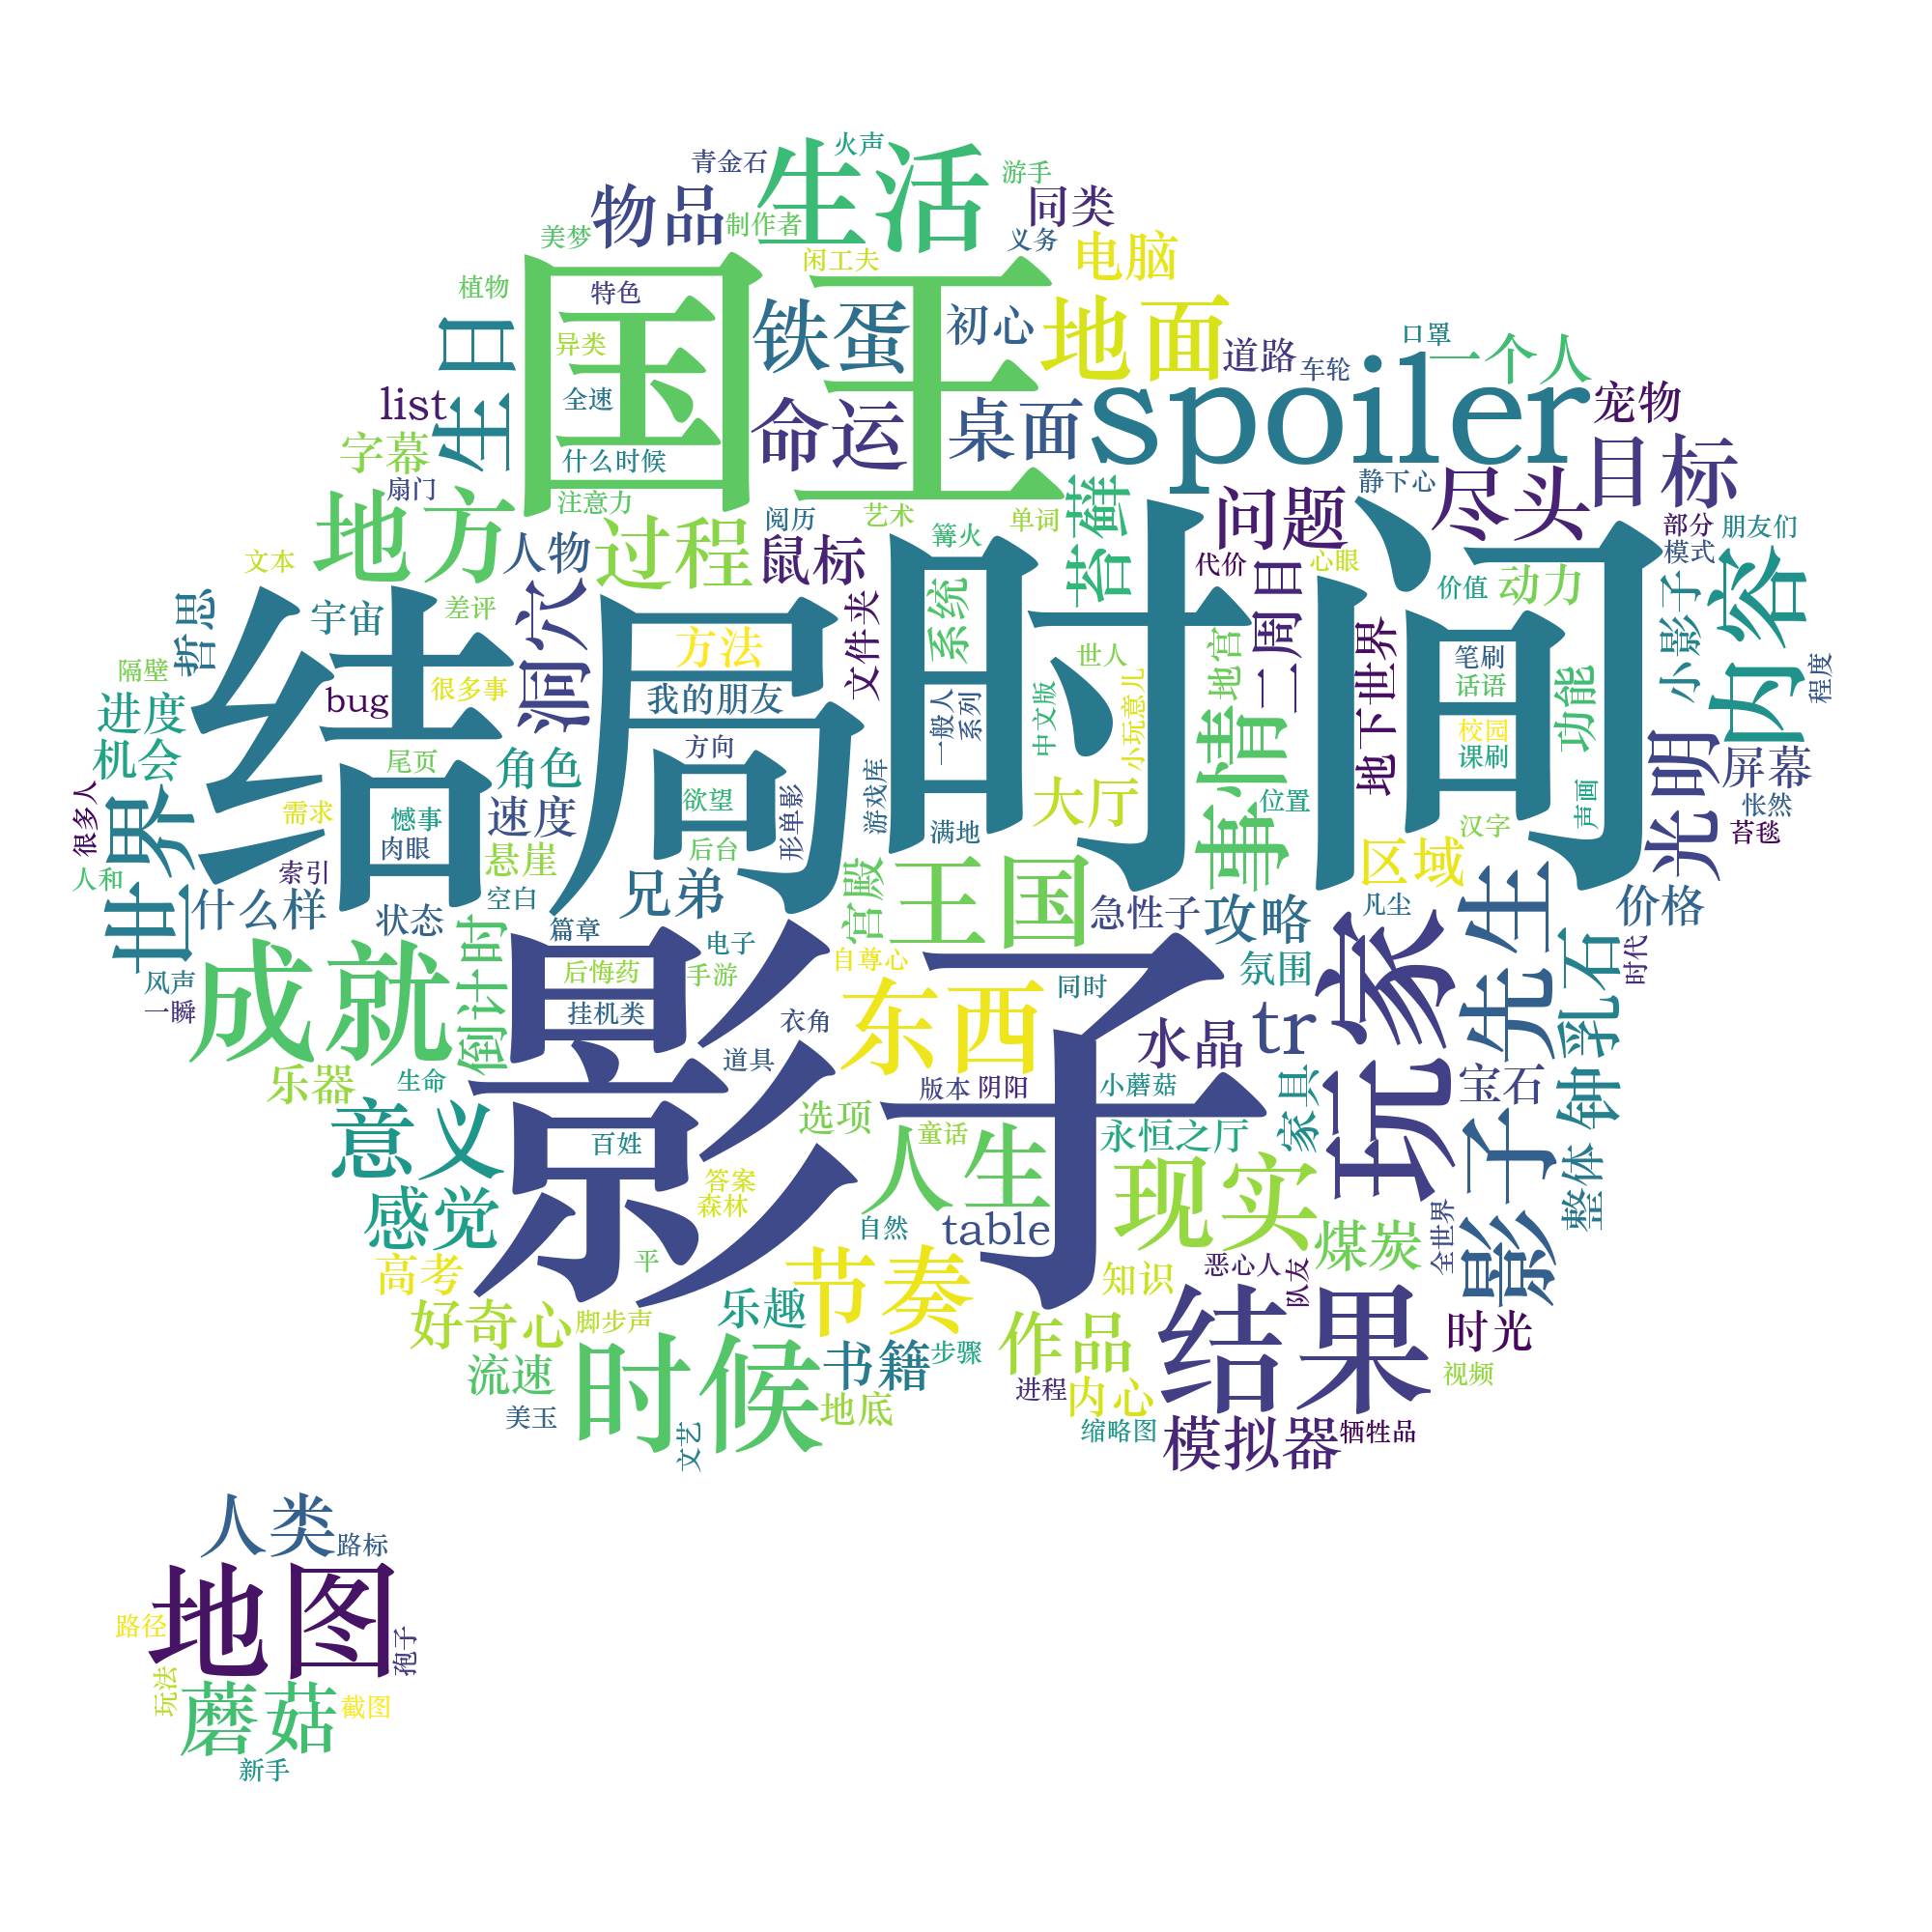 火声
青金石
生活
游手
物品
同类
制作者
美梦
义务
电脑
闲工夫
植物
国王
特色
铁蛋
初心
地面
道路
口罩
一个人
车轮
生日
异类
spoiler
list
全速
命运
桌面
宠物
字幕
什么时候
目标
扇门
静下心
尽头
地方
注意力
过程
阅历
艺术
单词
苔藓
问题
部分
朋友们
文本
人物
鼠标
篝火
时间
代价
心眼
模式
内容
哲思
宇宙
差评
洞穴
结局
文件夹
系统
二周目
价值
动力
小影子
方法
地宫
世人
地下世界
笔刷
隔壁
进度
bug
很多事
我的朋友
一般人
系列
中文版
小玩意儿
事情
话语
功能
程度
机会
尾页
角色
方向
校园
课刷
光明
屏幕
很多人
世界
需求
憾事
速度
欲望
形单影
游戏库
满地
大厅
位置
声画
怅然
汉字
苔毯
人和
肉眼
索引
悬崖
后台
区域
什么样
状态
空白
兄弟
宫殿
王国
急性子
攻略
凡尘
先生
价格
倒计时
篇章
电子
自尊心
氛围
玩家
乳石
时代
风声
一瞬
成就
后悔药
手游
东西
同时
挂机类
影子
衣角
水晶
tr
乐器
生命
道具
版本
阴阳
小蘑菇
家具
宝石
钟
意义
百姓
选项
童话
永恒之厅
影子
整体
答案
森林
人生
感觉
自然
table
现实
煤炭
全世界
高考
平
节奏
知识
恶心人
队友
好奇心
脚步声
乐趣
作品
结果
时光
流速
时候
书籍
步骤
视频
美玉
文艺
地底
进程
内心
缩略图
模拟器
牺牲品
人类
路标
地图
路径
孢子
玩法
蘑菇
截图
新手